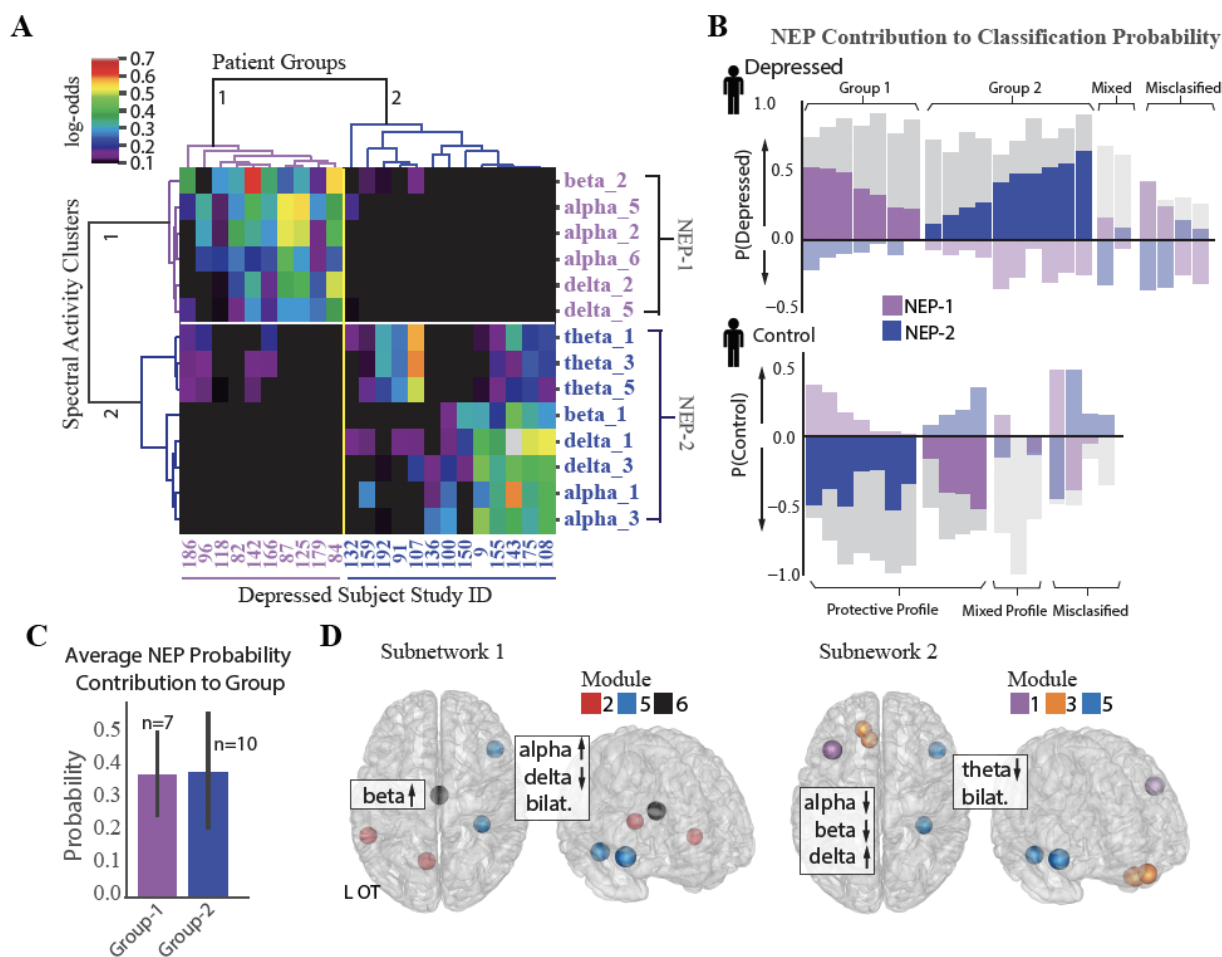 A
Patient Groups
log-odds
0.7
0.6
0.5
0.4
0.3
0.2
0.1
1
2
Spectral Activity Clusters
1
2
beta_2
alpha_5
alpha_2
alpha_6
delta_2
delta_5
theta_1
theta_3
theta_5
beta_1
delta_1
delta_3
alpha_1
alpha_3
NEP-1
NEP-2
186 96 118 82 142 166 87 125 179 84 132 159 192 91 107 136 100 150 9 155 143 175 108
Depressed Subject Study ID
B
NEP Contribution to Classification Probability
Depressed
Group 1
Group 2
Mixed
Misclasified
1.0
0.5
0.0
−0.5
P(Depressed)
NEP-1
NEP-2
Control
0.5
0.0
−0.5
−1.0
P(Control)
Protective Profile
Mixed Profile
Misclasified
C
Average NEP Probability
Contribution to Group
0.5
0.4
0.3
0.2
0.1
0.0
Probability
n=7
n=10
Group-1
Group-2
D
Subnetwork 1
Module
2 5 6
alpha↑
delta↓
bilat.
beta↑
L OT
Subnework 2
Module
1 3 5
theta↓
bilat.
alpha↓
beta↓
delta↑